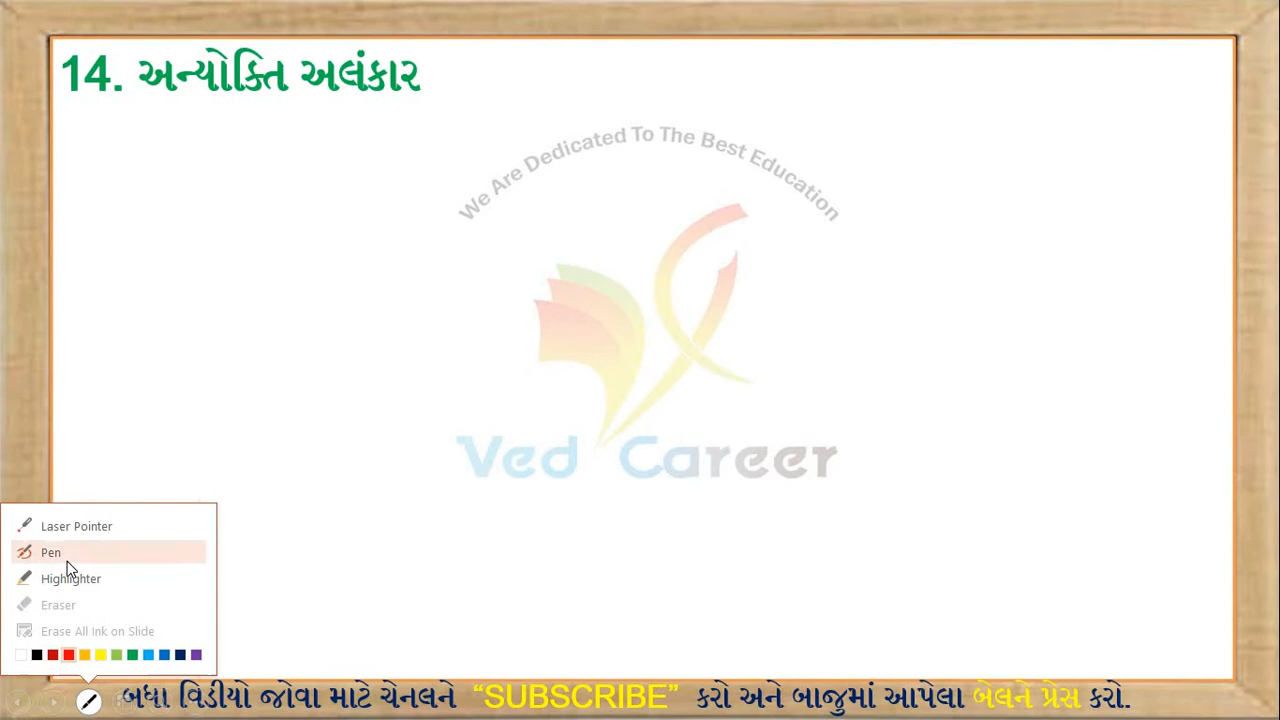 14. અન્યોક્તિ અલંકાર
We Are Dedicated To The Best Education
Ved Career
Laser Pointer
Pen
Highlighter
Eraser
Erase All Ink on Slide
બધા વિડીયો જોવા માટે ચેનલને “SUBSCRIBE” કરો અને બાજુમાં આપેલા બેલને પ્રેસ કરો.